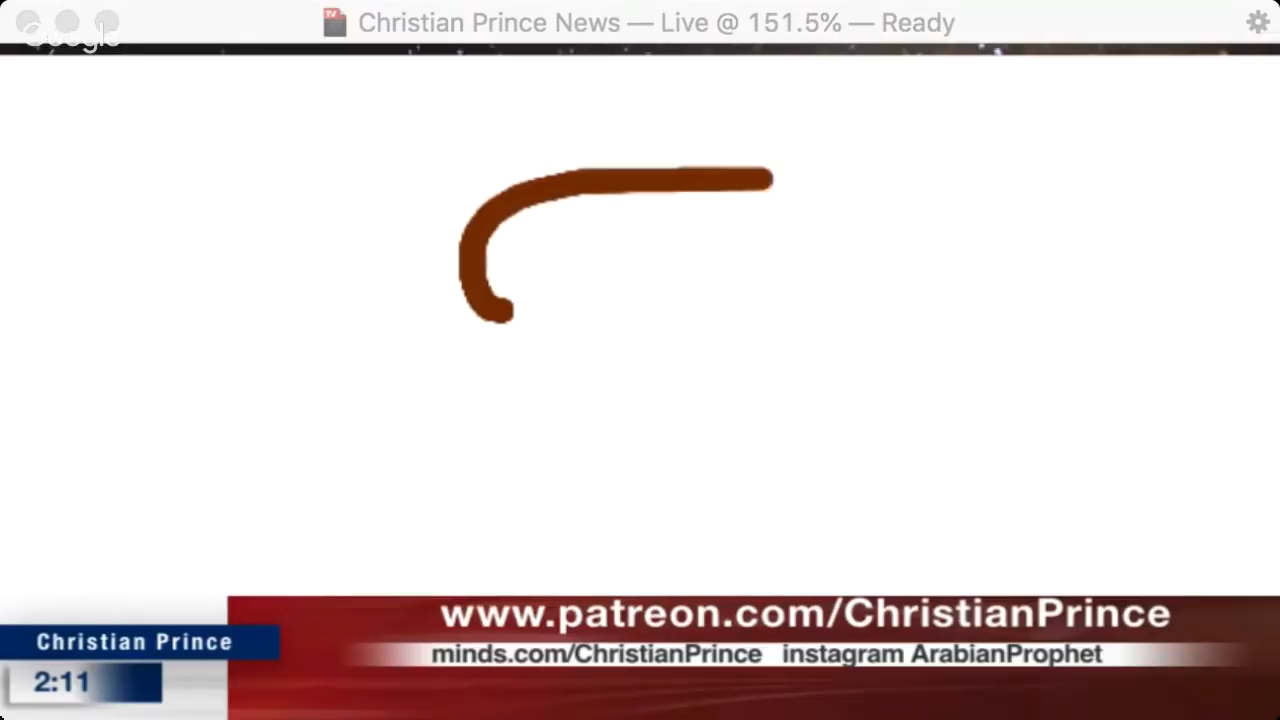 Christian Prince News — Live @ 151.5% — Ready
Google
www.patreon.com/ChristianPrince
Christian Prince
minds.com/ChristianPrince instagram ArabianProphet
2:11